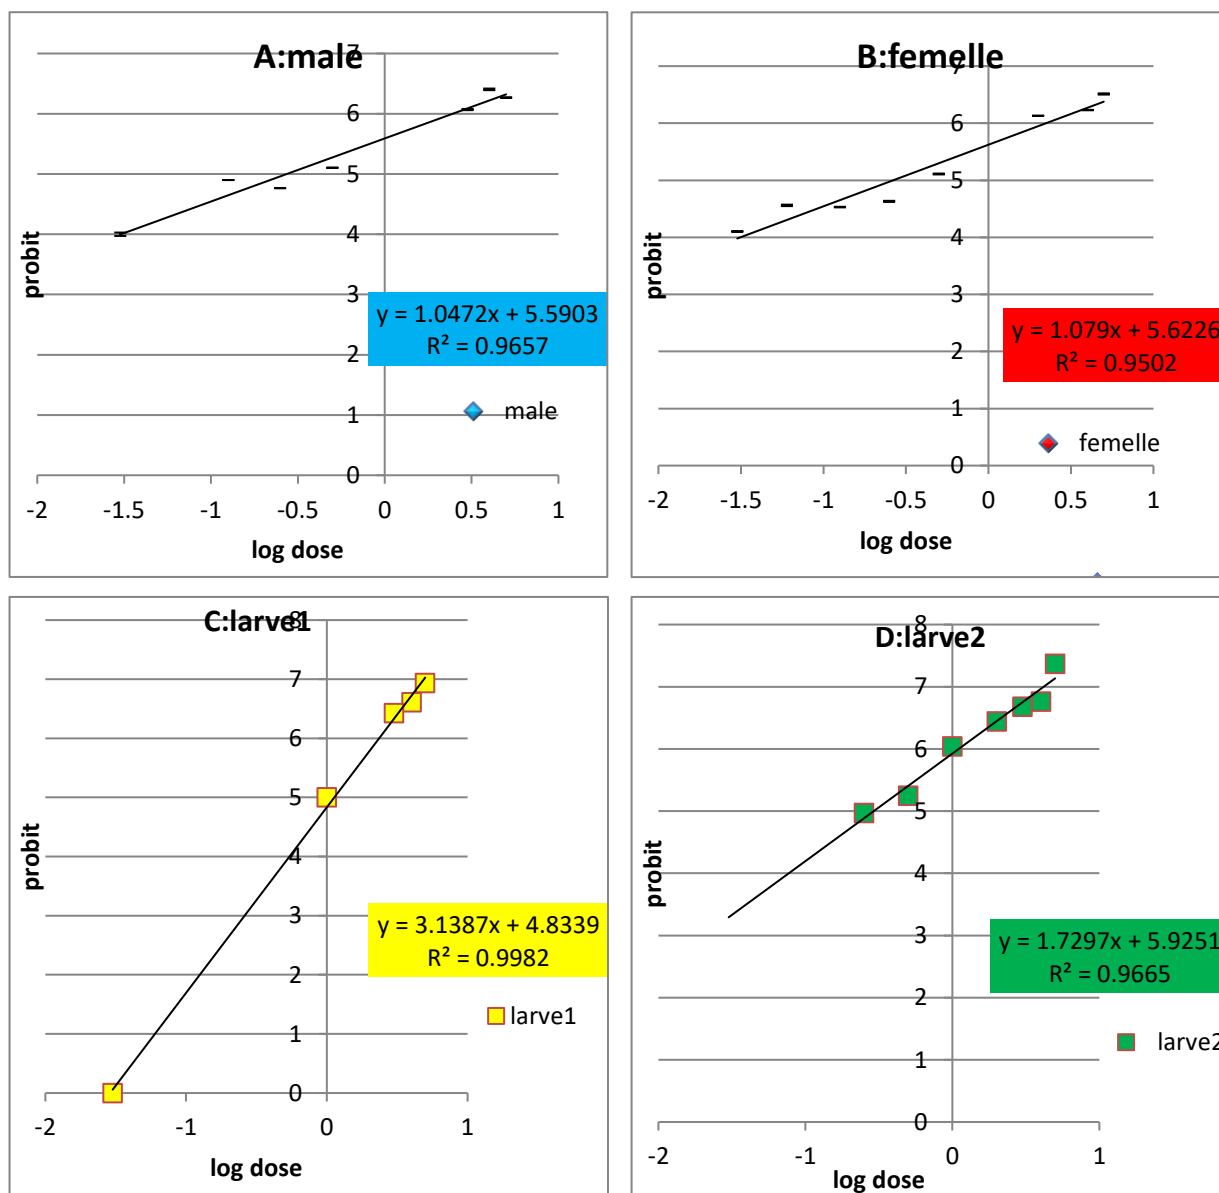 A:male
7
6
5
4
3
2
1
0
probit
y = 1.0472x + 5.5903
R² = 0.9657
male
-2 -1.5 -1 -0.5 0 0.5 1
log dose
B:femelle
7
6
5
4
3
2
1
0
probit
y = 1.079x + 5.6226
R² = 0.9502
femelle
-2 -1.5 -1 -0.5 0 0.5 1
log dose
C:larve1
8
7
6
5
4
3
2
1
0
probit
y = 3.1387x + 4.8339
R² = 0.9982
larve1
-2 -1 0 1
log dose
D:larve2
8
7
6
5
4
3
2
1
0
probit
y = 1.7297x + 5.9251
R² = 0.9665
larve2
-2 -1 0 1
log dose